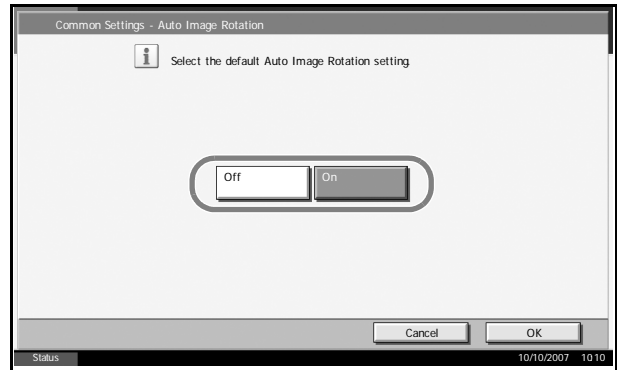 Common Settings - Auto Image Rotation
Select the default Auto Image Rotation setting.
Off
On
Cancel
OK
Status
10/10/2007 10:10